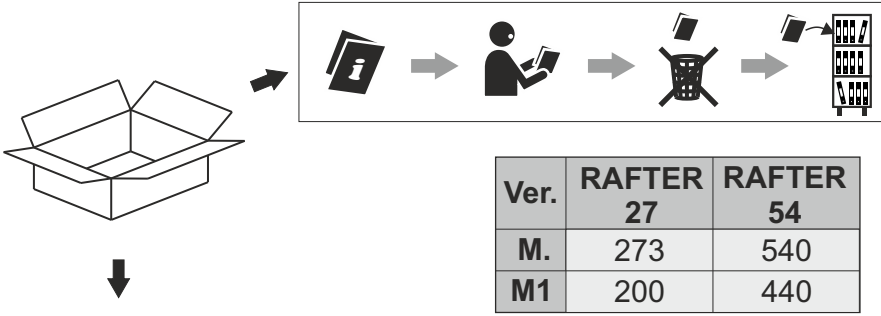 i
Ver. RAFTER 27 RAFTER 54
M. 273 540
M1 200 440